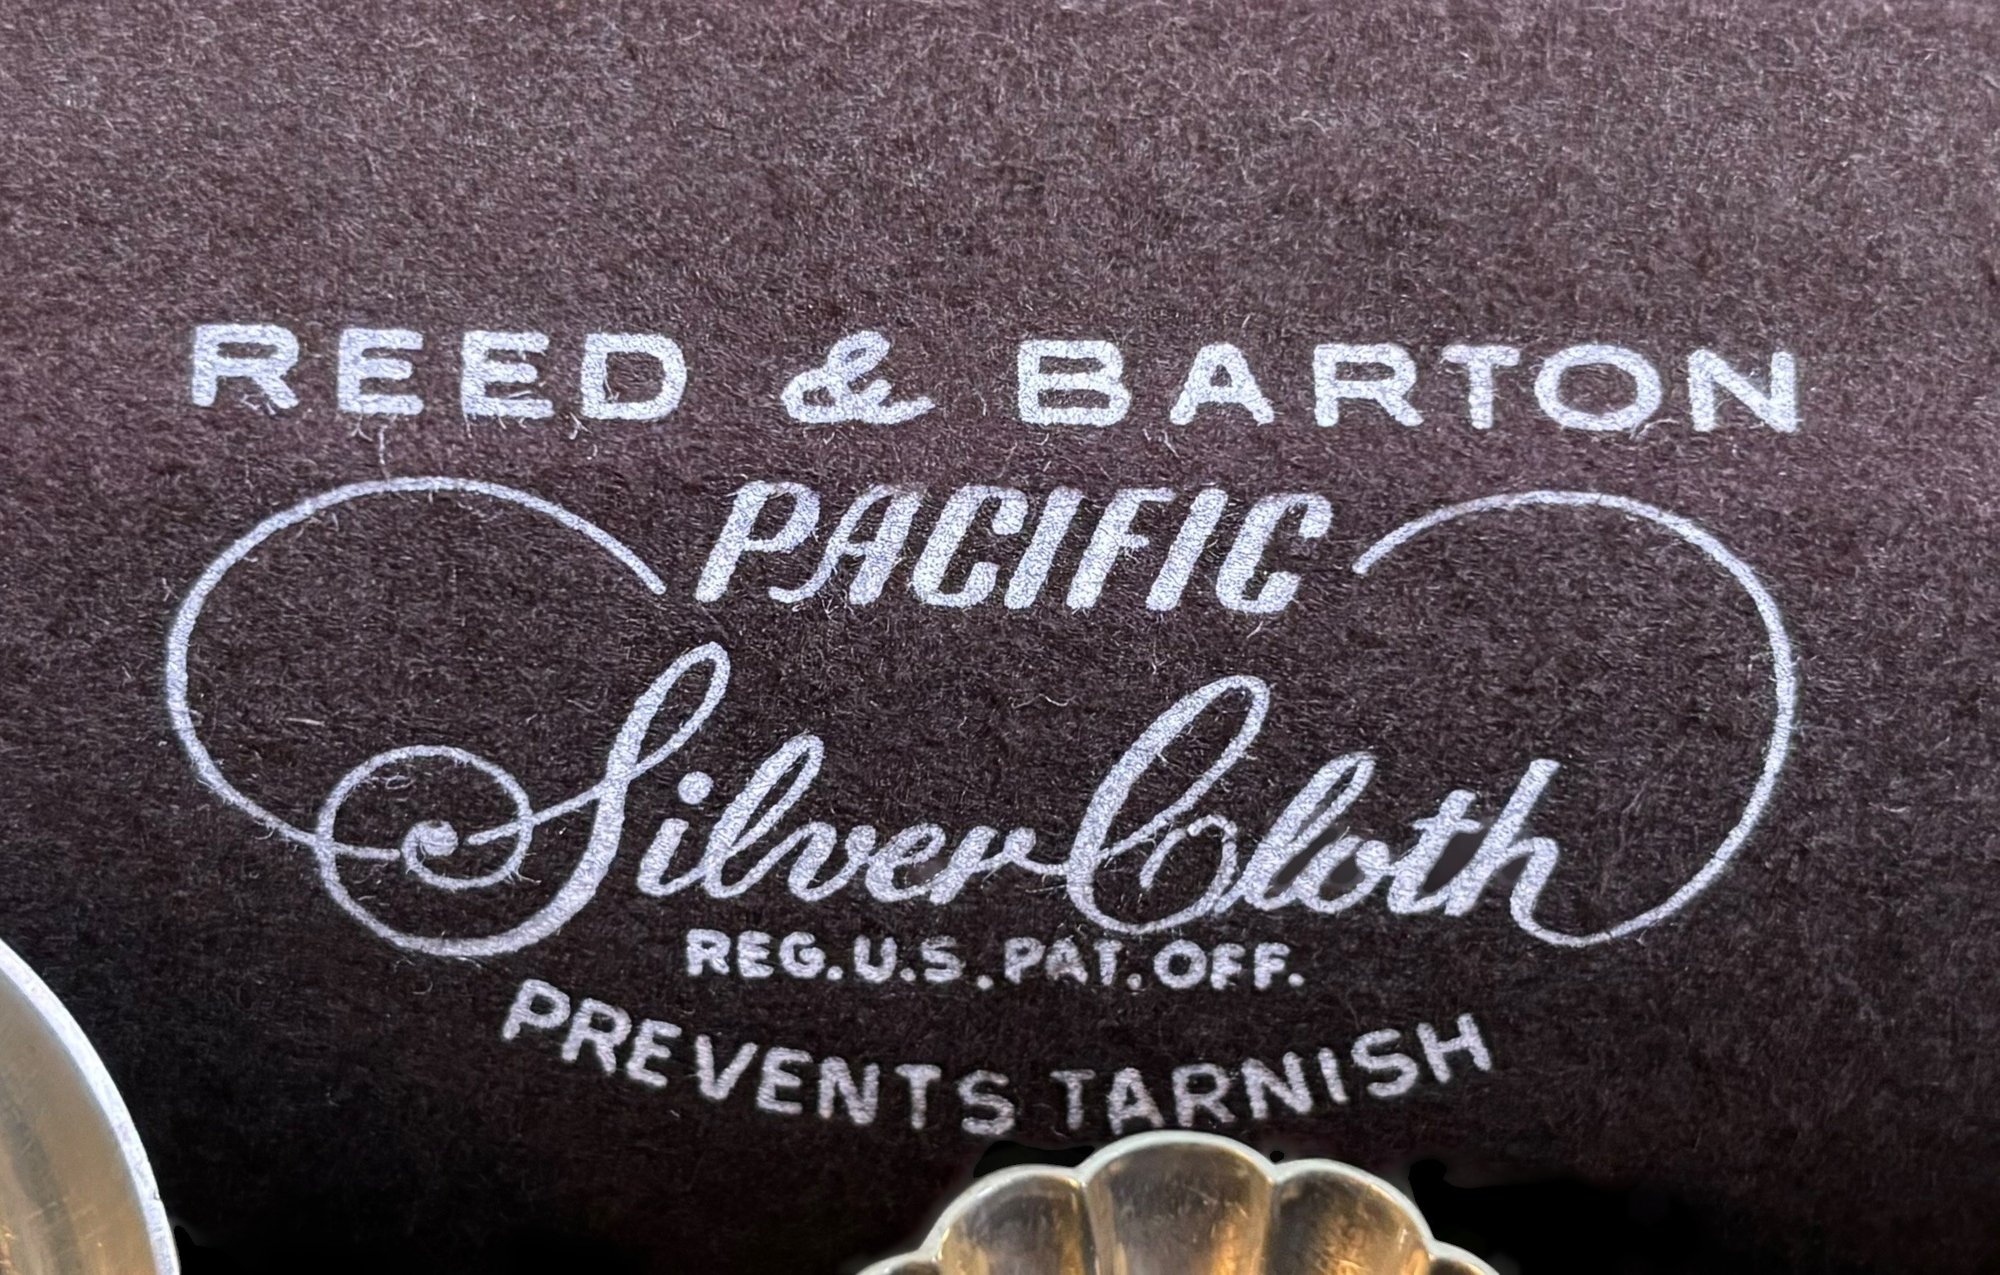 REED & BARTON
PACIFIC
Silver Cloth
REG. U.S. PAT. OFF.
PREVENTS TARNISH